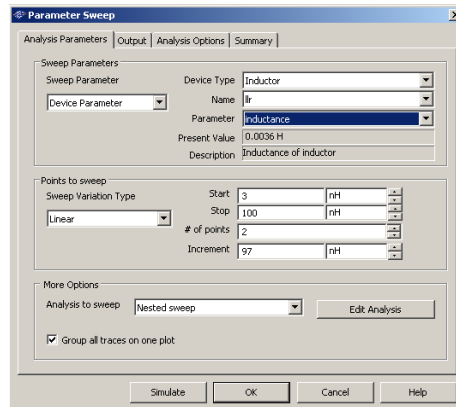 Parameter Sweep
Analysis Parameters Output Analysis Options Summary
Sweep Parameters
Sweep Parameter Device Type Inductor
Device Parameter Name llr
Parameter inductance
Present Value 0.0036 H
Description Inductance of inductor
Points to sweep
Sweep Variation Type Start 3 nH
Linear Stop 100 nH
# of points 2
Increment 97 nH
More Options
Analysis to sweep Nested sweep Edit Analysis
Group all traces on one plot
Simulate OK Cancel Help